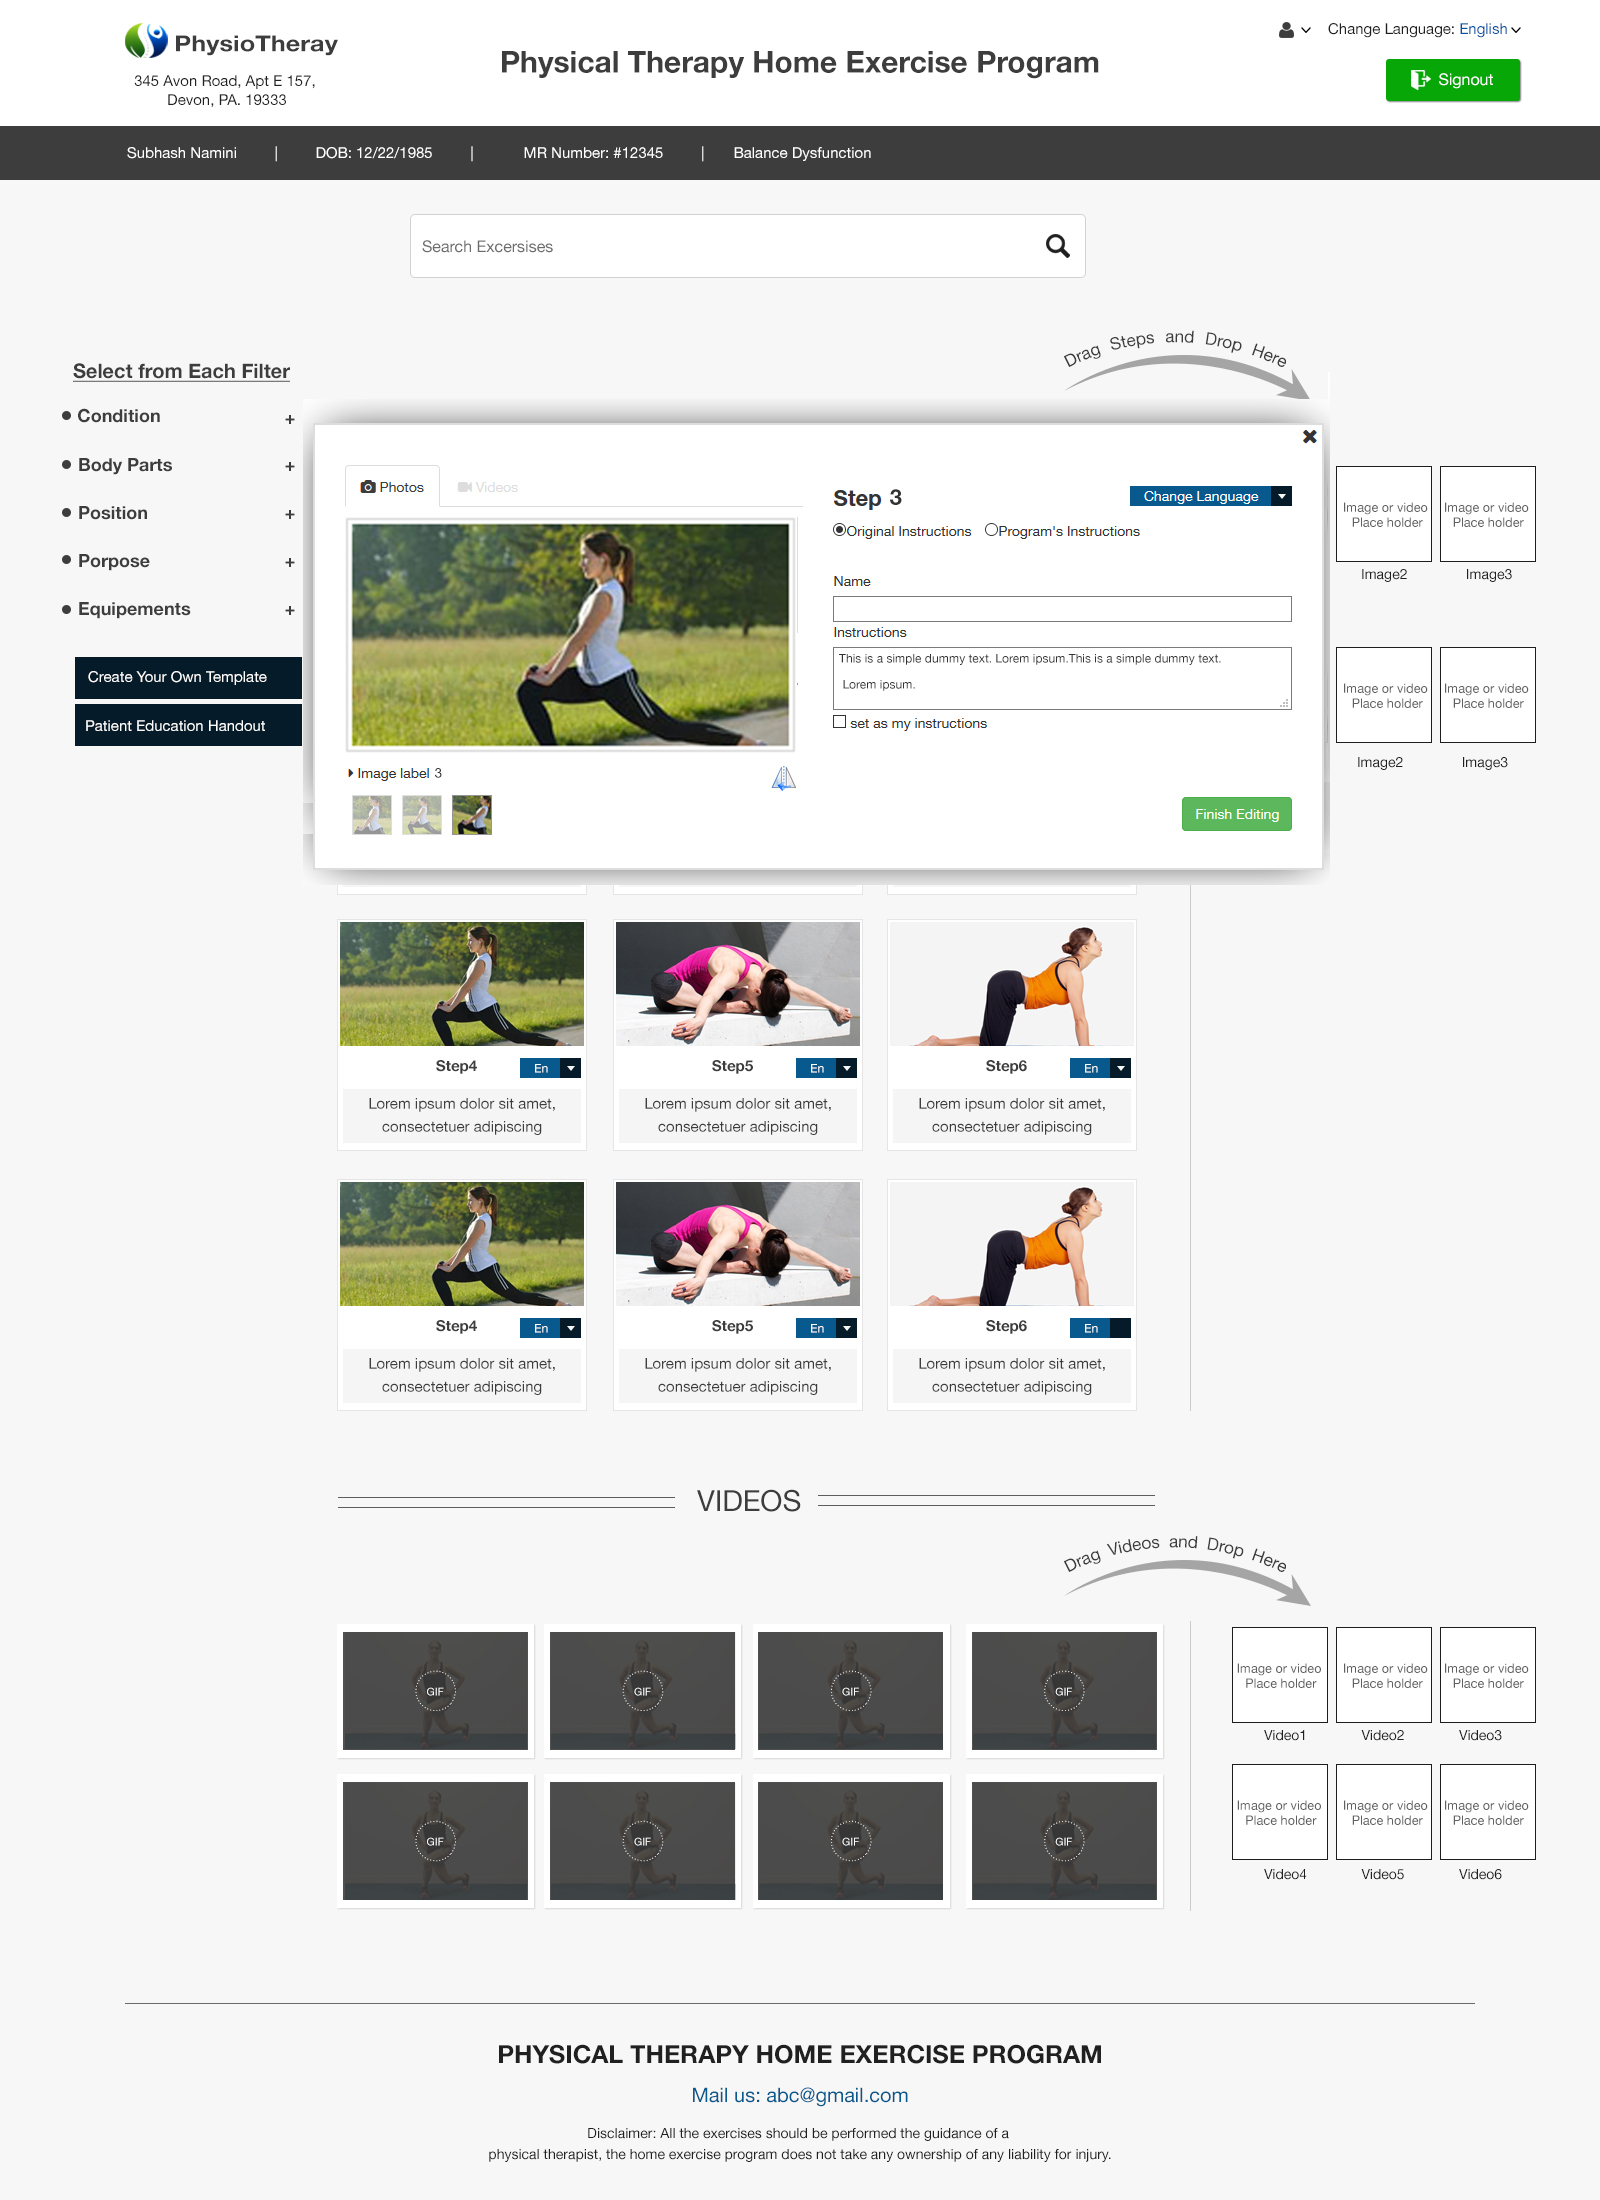 PhysioTheray
345 Avon Road, Apt E 157,
Devon, PA. 19333
Physical Therapy Home Exercise Program
Change Language: English
Signout
Subhash Namini | DOB: 12/22/1985 | MR Number: #12345 | Balance Dysfunction
Search Excersises
Drag Steps and Drop Here
Select from Each Filter
Condition +
Body Parts +
Position +
Porpose +
Equipements +
Create Your Own Template
Patient Education Handout
Photos
Videos
Image label 3
Step 3
Change Language
Original Instructions Program's Instructions
Name
Instructions
This is a simple dummy text. Lorem ipsum.This is a simple dummy text.
Lorem ipsum.
set as my instructions
Finish Editing
Image or video
Place holder
Image2
Image or video
Place holder
Image3
Image or video
Place holder
Image2
Image or video
Place holder
Image3
Step4
En
Lorem ipsum dolor sit amet,
consectetuer adipiscing
Step5
En
Lorem ipsum dolor sit amet,
consectetuer adipiscing
Step6
En
Lorem ipsum dolor sit amet,
consectetuer adipiscing
Step4
En
Lorem ipsum dolor sit amet,
consectetuer adipiscing
Step5
En
Lorem ipsum dolor sit amet,
consectetuer adipiscing
Step6
En
Lorem ipsum dolor sit amet,
consectetuer adipiscing
VIDEOS
Drag Videos and Drop Here
GIF
GIF
GIF
GIF
GIF
GIF
GIF
GIF
Image or video
Place holder
Video1
Image or video
Place holder
Video2
Image or video
Place holder
Video3
Image or video
Place holder
Video4
Image or video
Place holder
Video5
Image or video
Place holder
Video6
PHYSICAL THERAPY HOME EXERCISE PROGRAM
Mail us: abc@gmail.com
Disclaimer: All the exercises should be performed the guidance of a
physical therapist, the home exercise program does not take any ownership of any liability for injury.